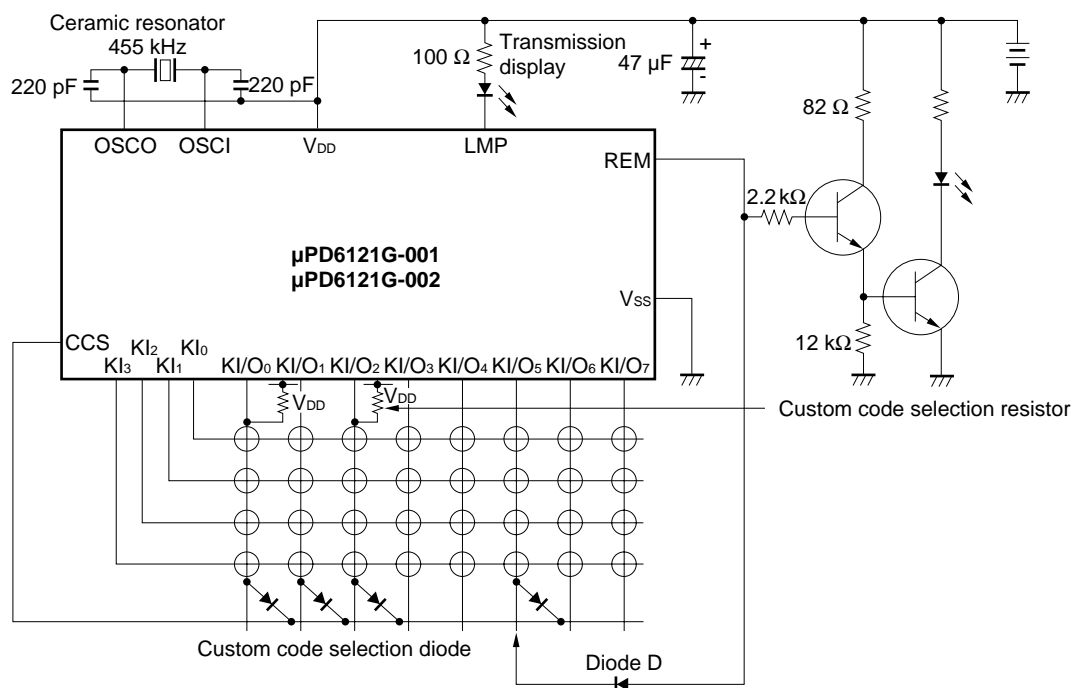 Ceramic resonator
455 kHz
220 pF
220 pF
100 Ω
Transmission
display
47 µF
+
-
82 Ω
OSCO
OSCI
VDD
LMP
REM
2.2 kΩ
µPD6121G-001
µPD6121G-002
VSS
12 kΩ
CCS
KI3
KI2
KI1
KI0
KI/O0
KI/O1
KI/O2
KI/O3
KI/O4
KI/O5
KI/O6
KI/O7
VDD
VDD
Custom code selection resistor
Custom code selection diode
Diode D